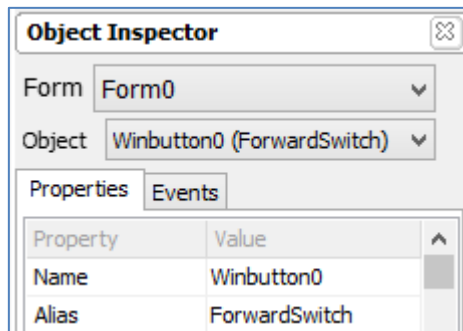 Object Inspector
Form Form0
Object Winbutton0 (ForwardSwitch)
Properties Events
Property Value
Name Winbutton0
Alias ForwardSwitch